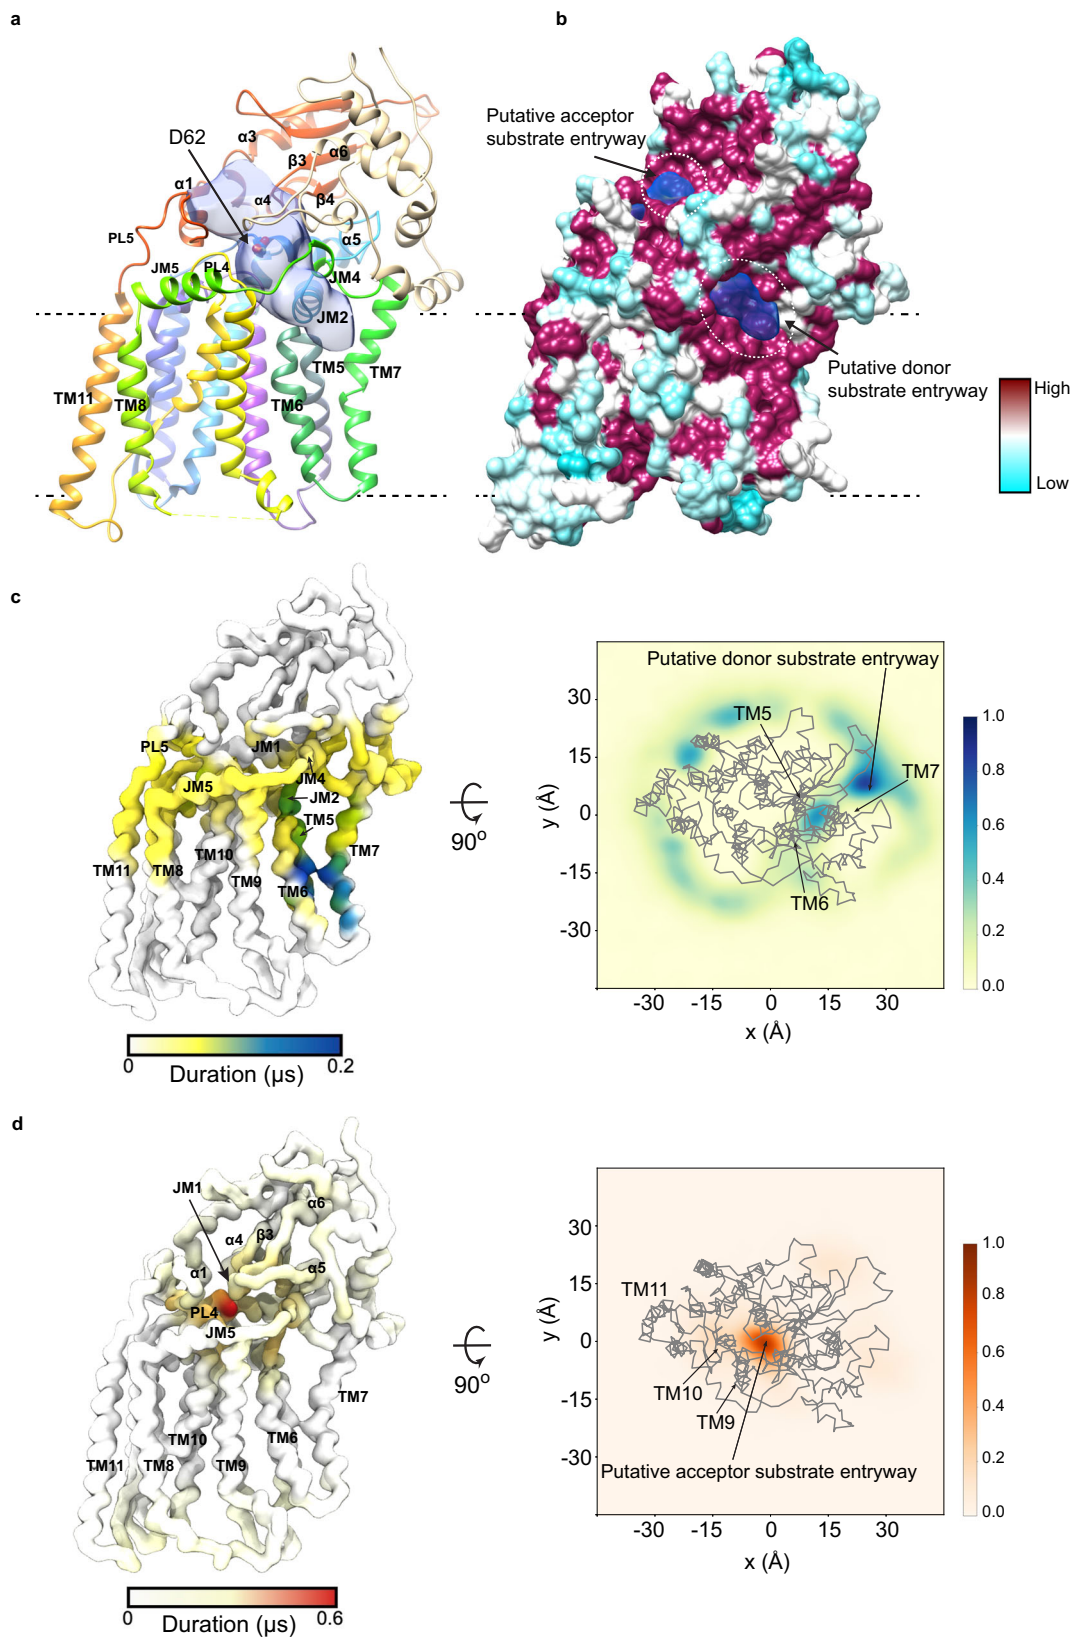 a
D62
α3
β3
α6
α1
α4
β4
PL5
α5
JM5
PL4
JM4
JM2
TM5
TM7
TM11
TM8
TM6
b
Putative acceptor
substrate entryway
Putative donor
substrate entryway
High
Low
c
PL5
JM1
JM5
JM4
JM2
TM5
TM10
TM7
TM11
TM8
TM9
TM6
0
0.2
Duration (μs)
90°
Putative donor substrate entryway
TM5
TM7
TM6
y (Å)
30
15
0
-15
-30
-30
-15
0
15
30
x (Å)
1.0
0.8
0.6
0.4
0.2
0.0
d
JM1
α6
β3
α4
α1
α5
PL4
JM5
TM7
TM10
TM6
TM11
TM8
TM9
0
0.6
Duration (μs)
90°
TM11
TM10
TM9
Putative acceptor substrate entryway
y (Å)
30
15
0
-15
-30
-30
-15
0
15
30
x (Å)
1.0
0.8
0.6
0.4
0.2
0.0